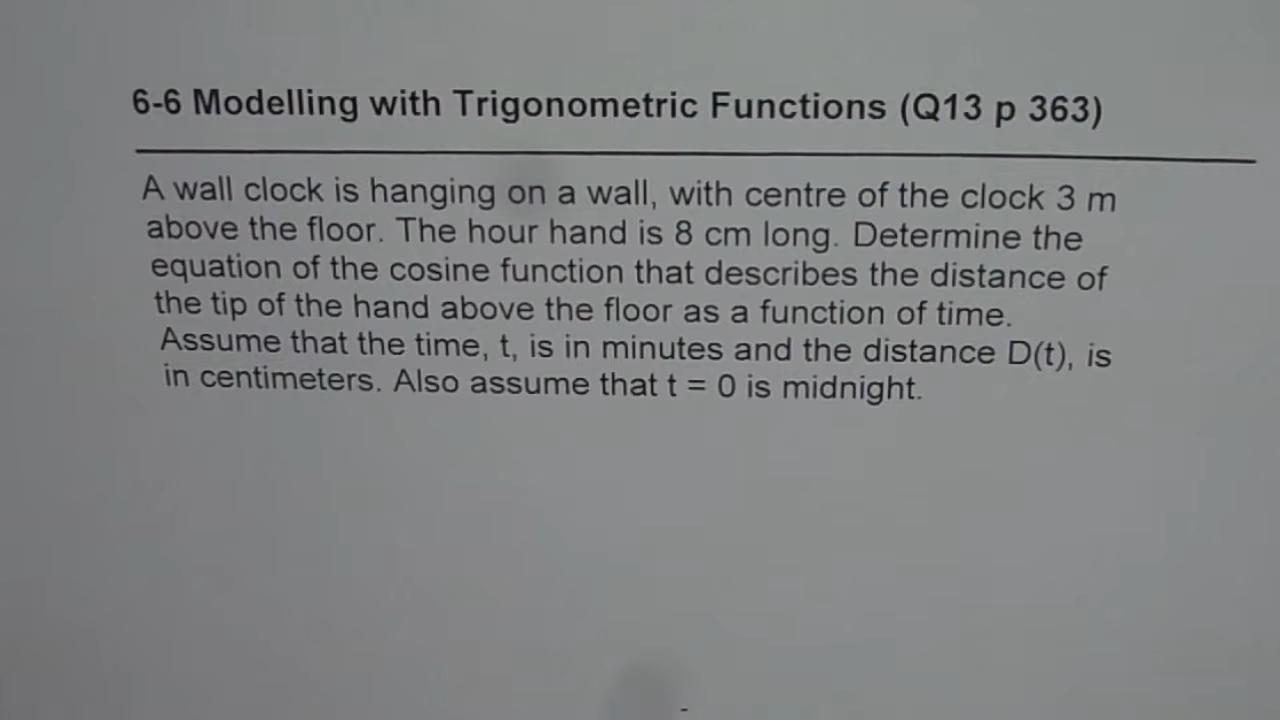 6-6 Modelling with Trigonometric Functions (Q13 p 363)
A wall clock is hanging on a wall, with centre of the clock 3 m
above the floor. The hour hand is 8 cm long. Determine the
equation of the cosine function that describes the distance of
the tip of the hand above the floor as a function of time.
Assume that the time, t, is in minutes and the distance D(t), is
in centimeters. Also assume that t = 0 is midnight.